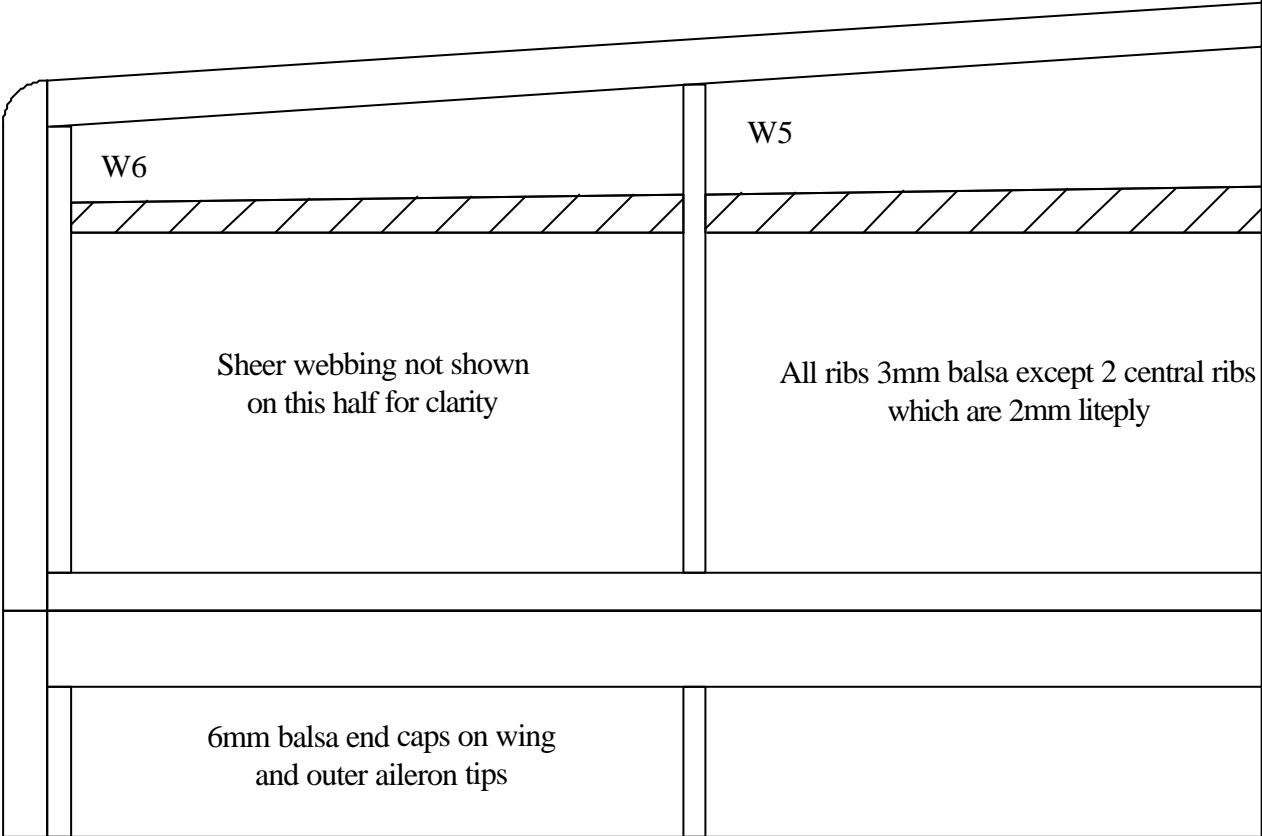 W6
W5
Sheer webbing not shown
on this half for clarity
All ribs 3mm balsa except 2 central ribs
which are 2mm liteply
6mm balsa end caps on wing
and outer aileron tips